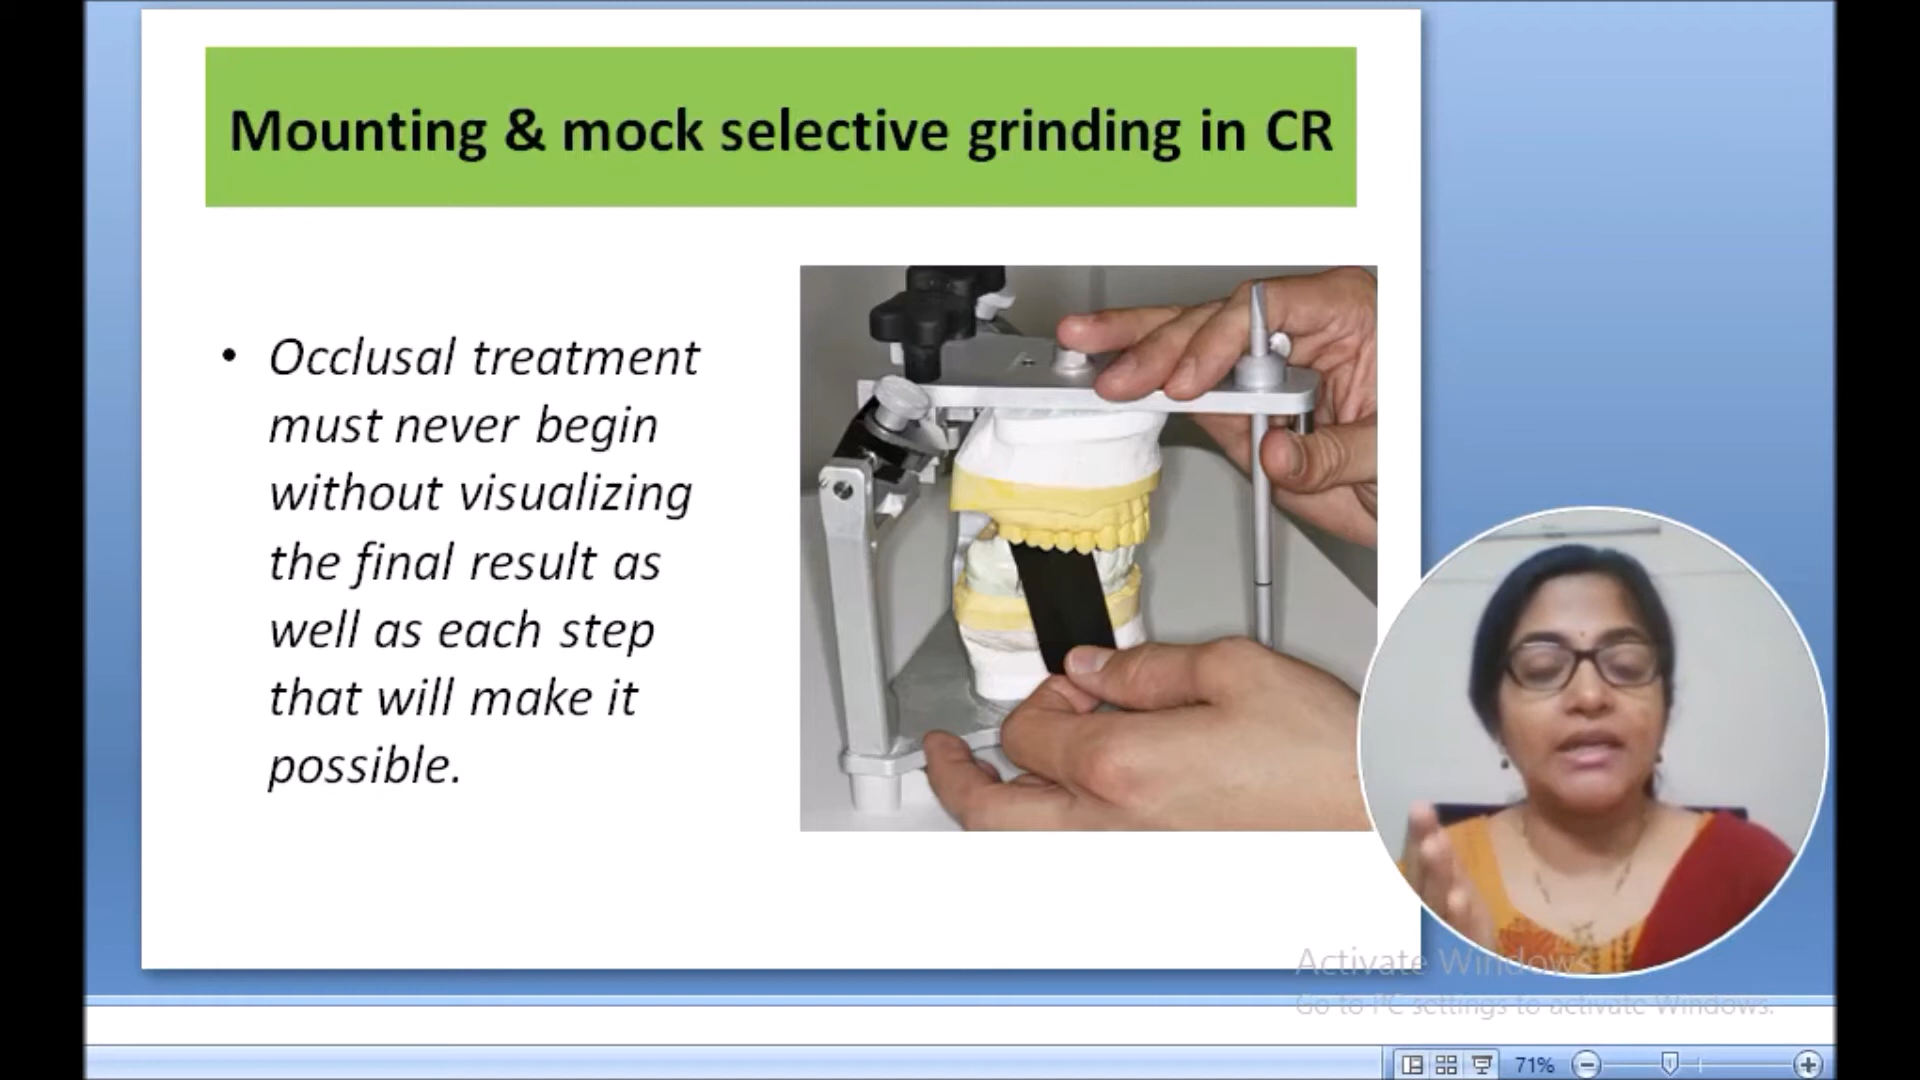 Mounting & mock selective grinding in CR
• Occlusal treatment
must never begin
without visualizing
the final result as
well as each step
that will make it
possible.
Activate Windows
Go to PC settings to activate Windows.
71%